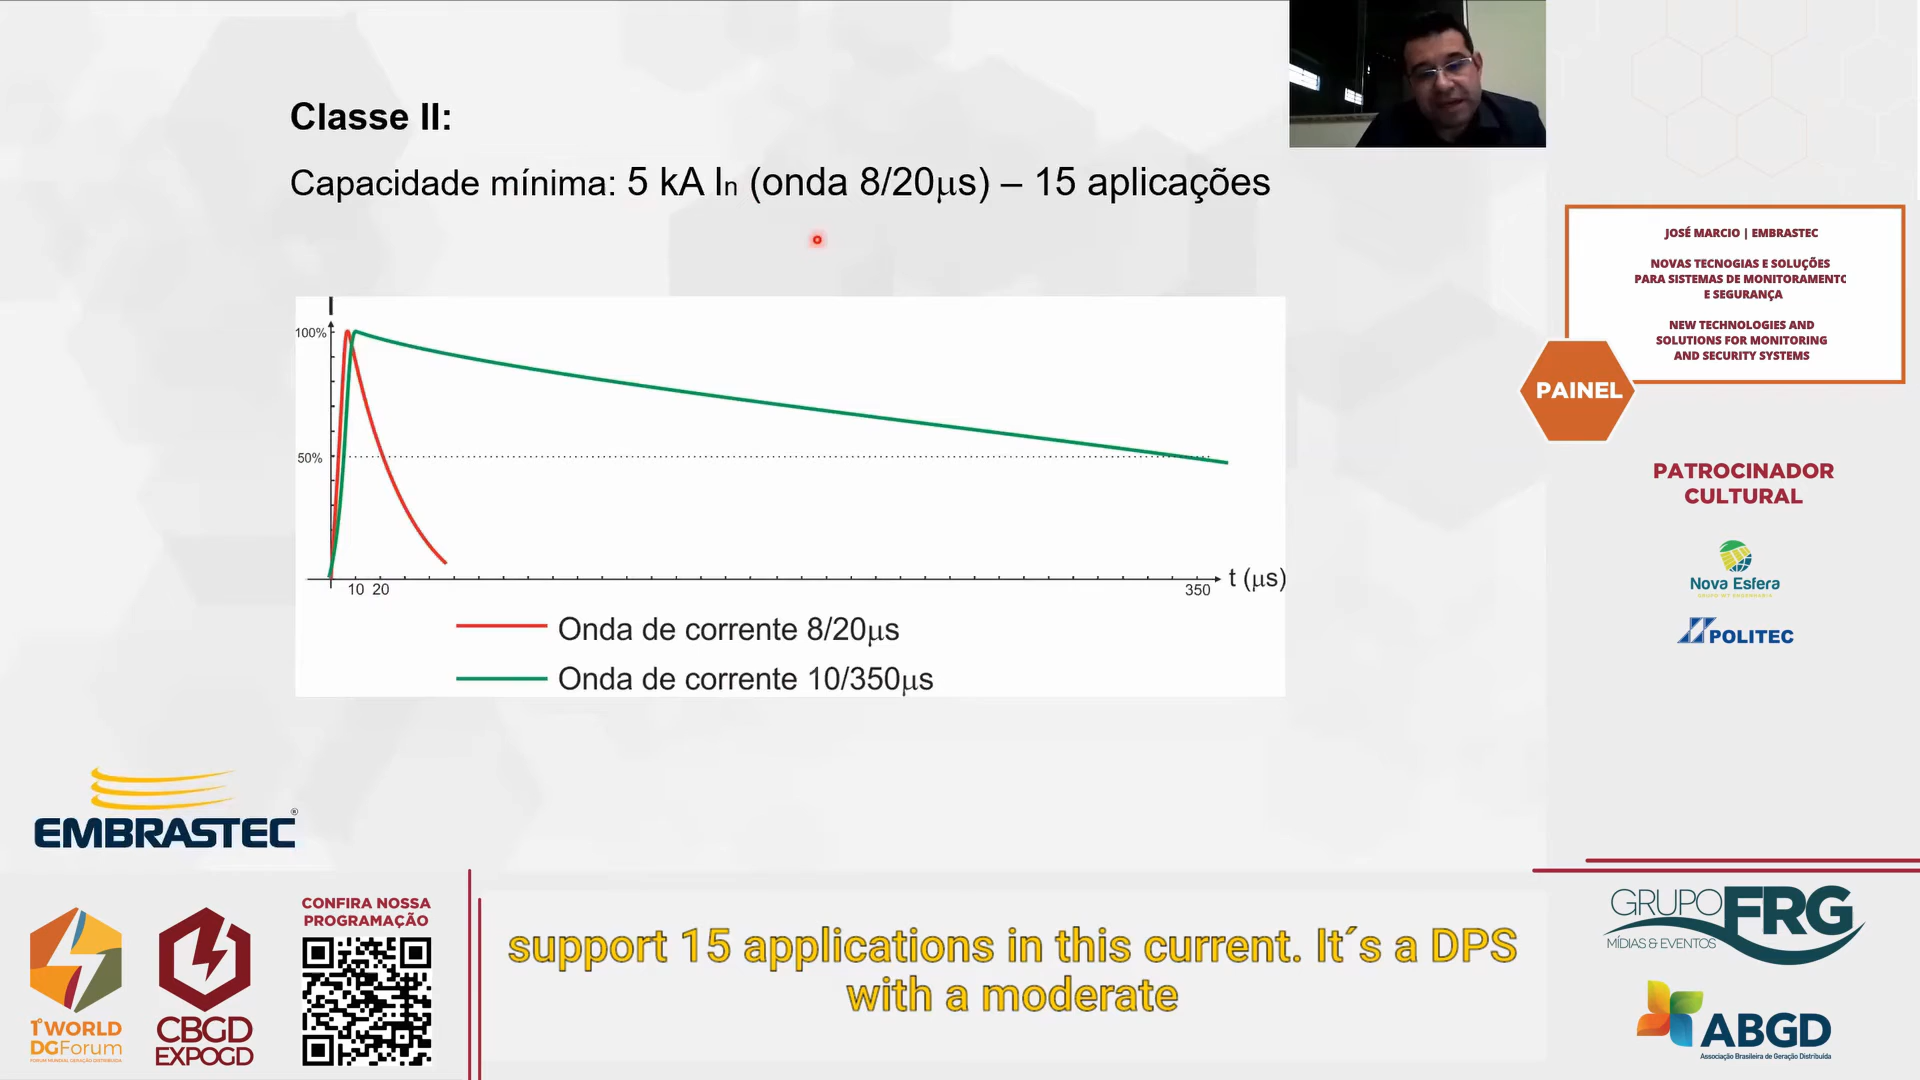 Classe II:
Capacidade mínima: 5 kA In (onda 8/20μs) – 15 aplicações
I
100%
50%
10 20
350
t (μs)
Onda de corrente 8/20μs
Onda de corrente 10/350μs
EMBRASTEC
JOSÉ MARCIO | EMBRASTEC
NOVAS TECNOGIAS E SOLUÇÕES
PARA SISTEMAS DE MONITORAMENTO
E SEGURANÇA
NEW TECHNOLOGIES AND
SOLUTIONS FOR MONITORING
AND SECURITY SYSTEMS
PAINEL
PATROCINADOR
CULTURAL
Nova Esfera
POLITEC
1º WORLD
DGForum
FÓRUM MUNDIAL GERAÇÃO DISTRIBUÍDA
CBGD
EXPOGD
CONFIRA NOSSA
PROGRAMAÇÃO
support 15 applications in this current. It´s a DPS
with a moderate
GRUPO FRG
MÍDIAS & EVENTOS
ABGD
Associação Brasileira de Geração Distribuída